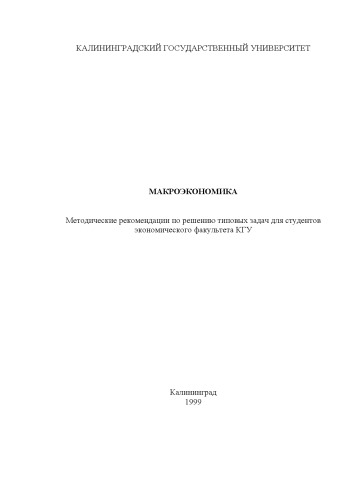 КАЛИНИНГРАДСКИЙ ГОСУДАРСТВЕННЫЙ УНИВЕРСИТЕТ
МАКРОЭКОНОМИКА
Методические рекомендации по решению типовых задач для студентов
экономического факультета КГУ
Калининград
1999